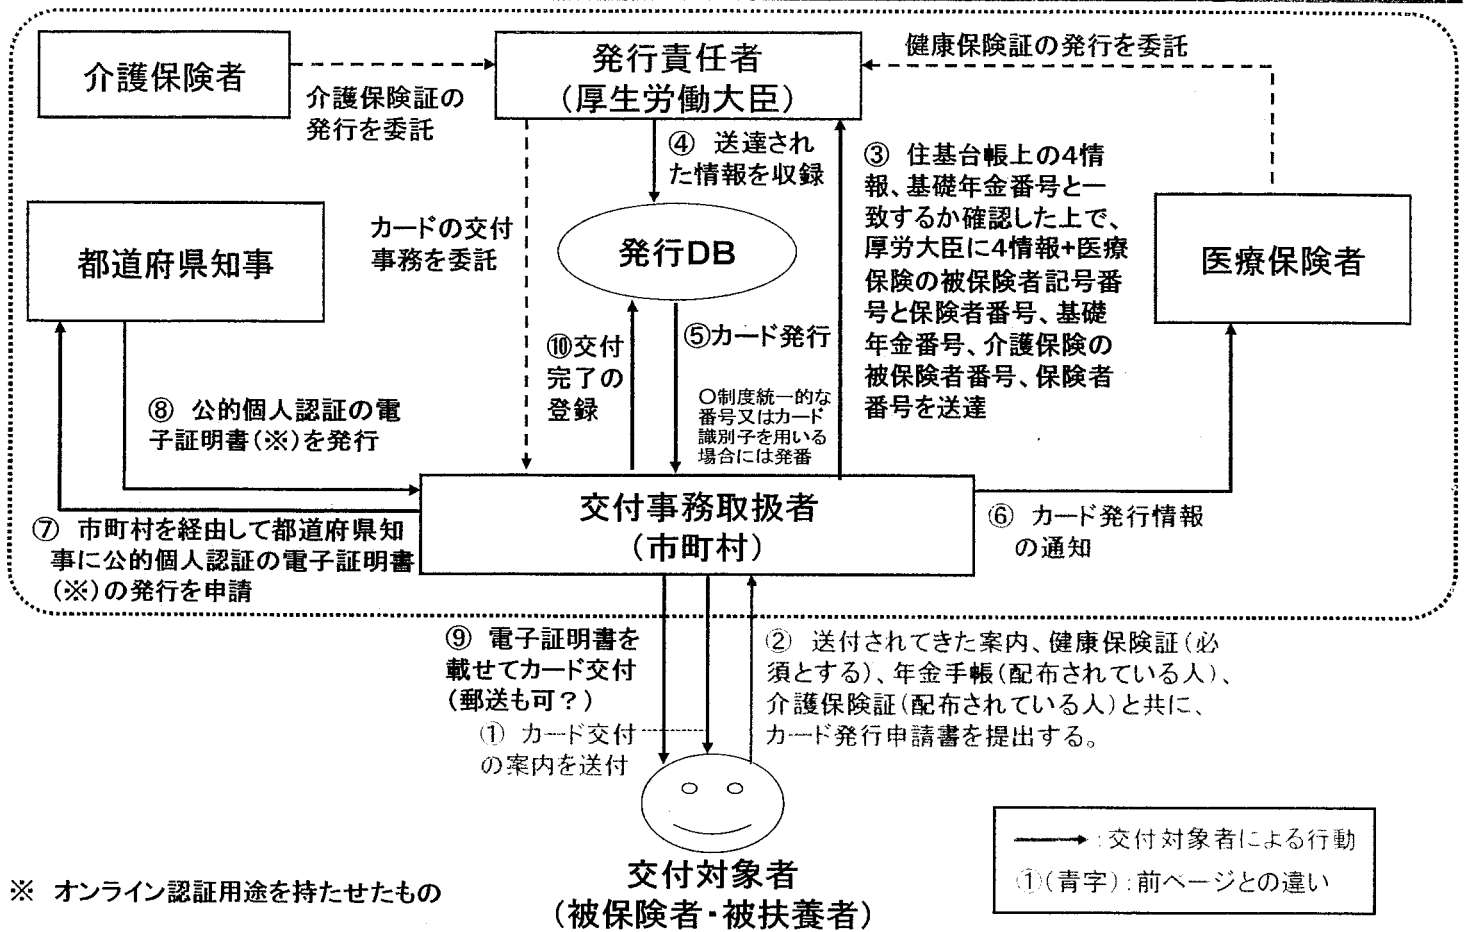 介護保険者
介護保険証の
発行を委託
発行責任者
(厚生労働大臣)
健康保険証の発行を委託
④ 送達され
た情報を収録
③ 住基台帳上の4情
報、基礎年金番号と一
致するか確認した上で、
厚労大臣に4情報+医療
保険の被保険者記号番
号と保険者番号、基礎
年金番号、介護保険の
被保険者番号、保険者
番号を送達
都道府県知事
カードの交付
事務を委託
発行DB
医療保険者
⑩交付
完了の
登録
⑤カード発行
○制度統一的な
番号又はカード
識別子を用いる
場合には発番
⑧ 公的個人認証の電
子証明書(※)を発行
⑦ 市町村を経由して都道府県知
事に公的個人認証の電子証明書
(※)の発行を申請
交付事務取扱者
(市町村)
⑥ カード発行情報
の通知
⑨ 電子証明書を
載せてカード交付
(郵送も可？)
① カード交付
の案内を送付
② 送付されてきた案内、健康保険証(必
須とする)、年金手帳(配布されている人)、
介護保険証(配布されている人)と共に、
カード発行申請書を提出する。
交付対象者
(被保険者・被扶養者)
:交付対象者による行動
①(青字):前ページとの違い
※ オンライン認証用途を持たせたもの